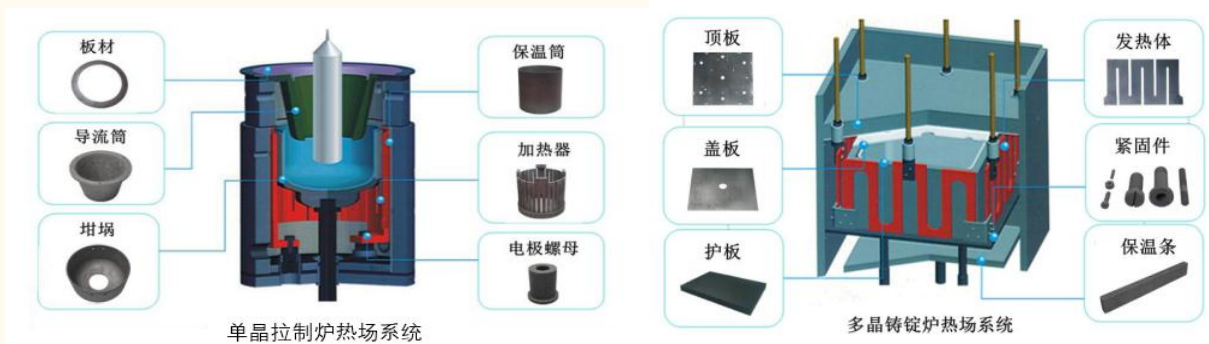 板材
导流筒
坩埚
保温筒
加热器
电极螺母
单晶拉制炉热场系统
顶板
盖板
护板
发热体
紧固件
保温条
多晶铸锭炉热场系统